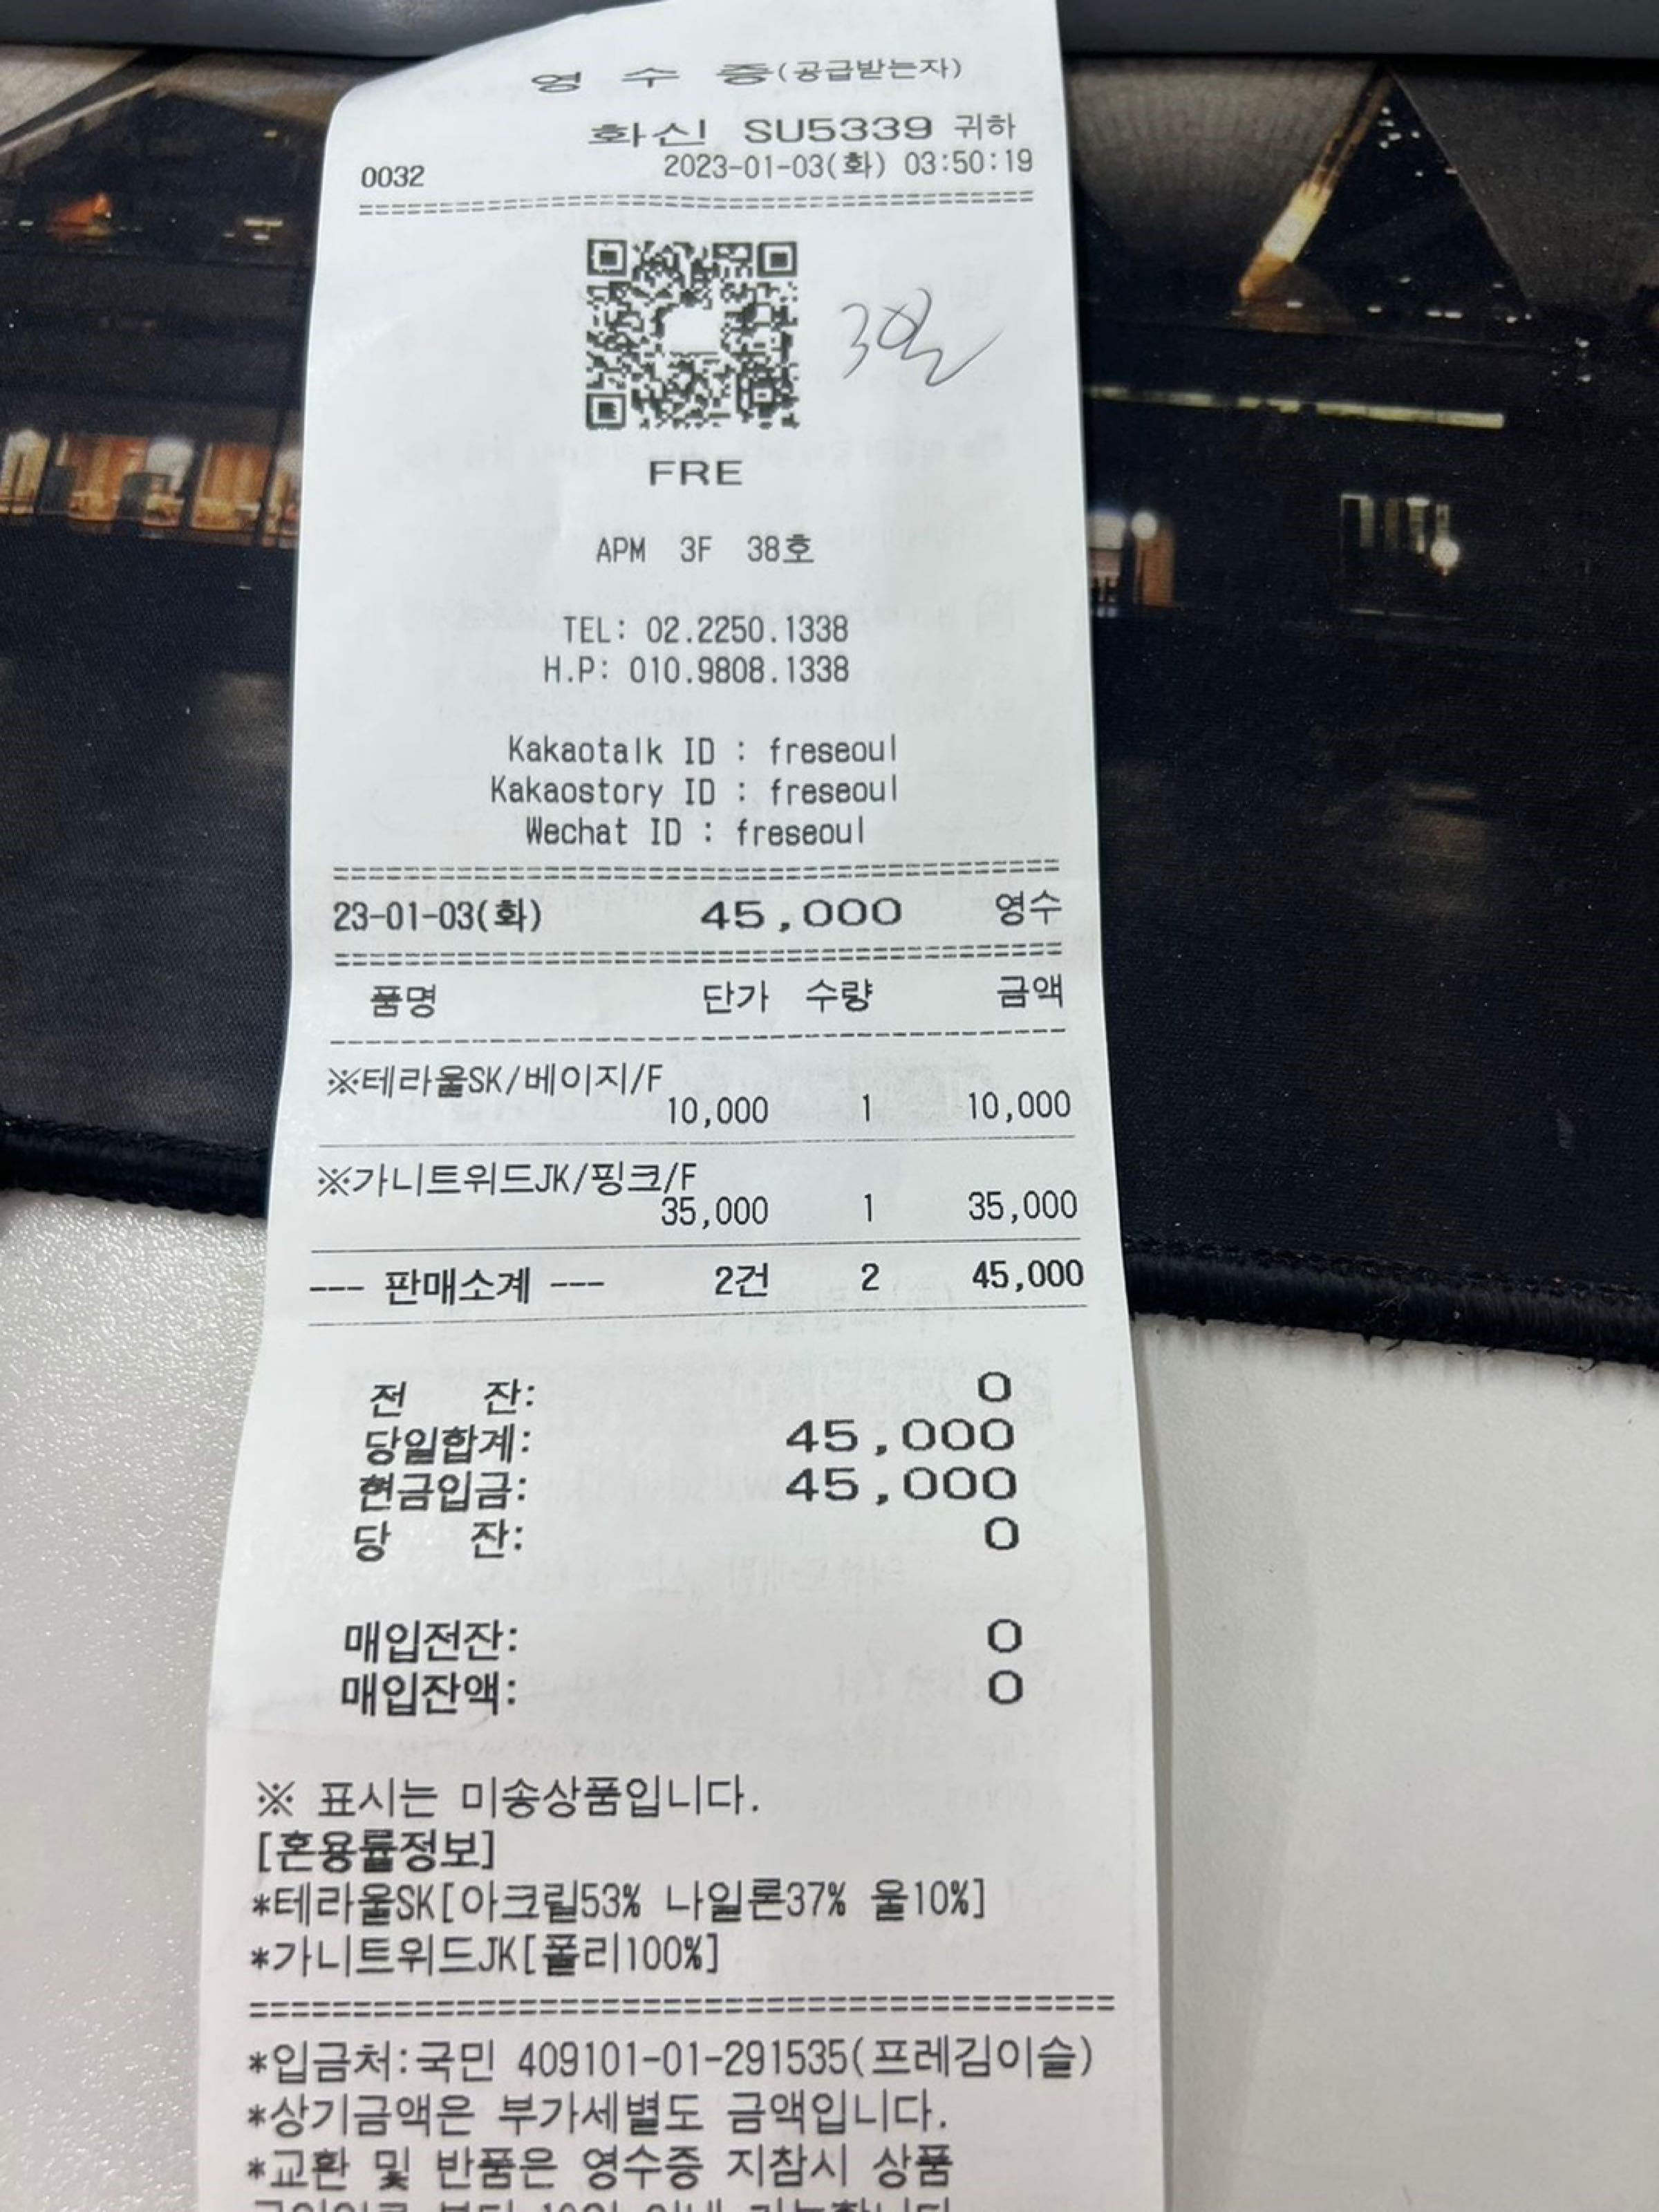 영 수 증(공급받는자)
화신! SU5339 귀하
0032 2023-01-03(화) 03:50:19
==========================================
3일
FRE
APM 3F 38호
TEL: 02.2250.1338
H.P: 010.9808.1338
Kakaotalk ID : freseoul
Kakaostory ID : freseoul
Wechat ID : freseoul
==========================================
23-01-03(화) 45,000 영수
==========================================
품명 단가 수량 금액
------------------------------------------
※테라울SK/베이지/F
10,000 1 10,000
※가니트위드JK/핑크/F
35,000 1 35,000
--- 판매소계 --- 2건 2 45,000
전 잔: 0
당일합계: 45,000
현금입금: 45,000
당 잔: 0
매입전잔: 0
매입잔액: 0
※ 표시는 미송상품입니다.
[혼용률정보]
*테라울SK[아크릴53% 나일론37% 울10%]
*가니트위드JK[폴리100%]
==========================================
*입금처:국민 409101-01-291535(프레김이슬)
*상기금액은 부가세별도 금액입니다.
*교환 및 반품은 영수증 지참시 상품